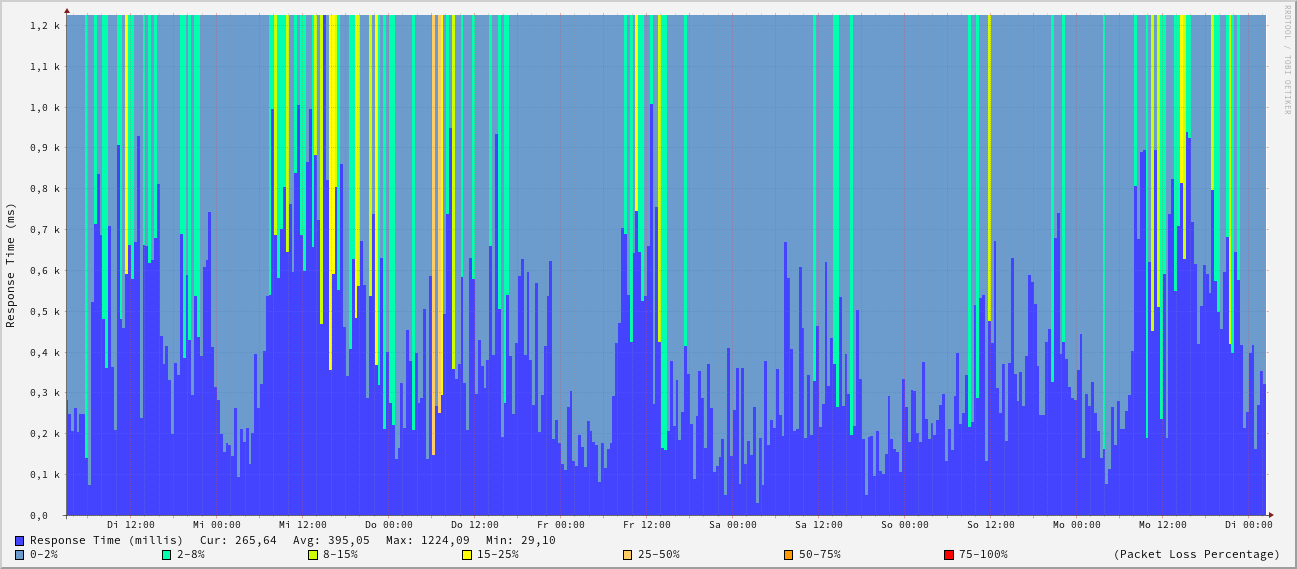 RRDTOOL / TOBI OETIKER
Response Time (ms)
1,2 k
1,1 k
1,0 k
0,9 k
0,8 k
0,7 k
0,6 k
0,5 k
0,4 k
0,3 k
0,2 k
0,1 k
0,0
Di 12:00 Mi 00:00 Mi 12:00 Do 00:00 Do 12:00 Fr 00:00 Fr 12:00 Sa 00:00 Sa 12:00 So 00:00 So 12:00 Mo 00:00 Mo 12:00 Di 00:00
Response Time (millis) Cur: 265,64 Avg: 395,05 Max: 1224,09 Min: 29,10
0-2% 2-8% 8-15% 15-25% 25-50% 50-75% 75-100% (Packet Loss Percentage)